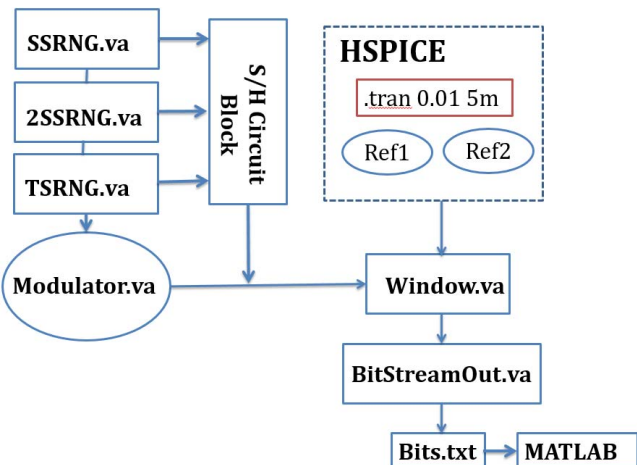 SSRNG.va
2SSRNG.va
TSRNG.va
S/H Circuit
Block
HSPICE
.tran 0.01 5m
Ref1
Ref2
Modulator.va
Window.va
BitStreamOut.va
Bits.txt
MATLAB